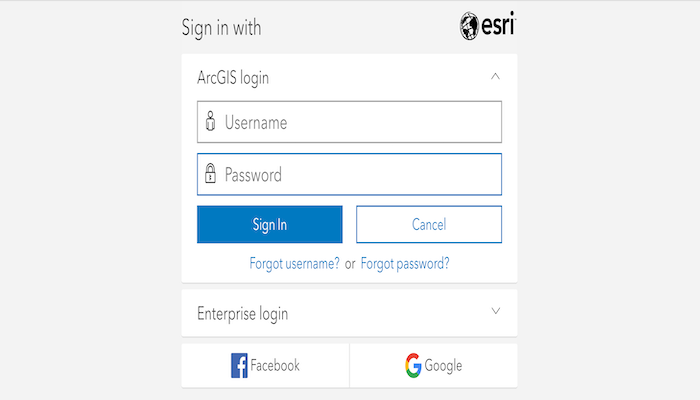 Sign in with
esri
ArcGIS login
Username
Password
Sign In Cancel
Forgot username? or Forgot password?
Enterprise login
Facebook Google